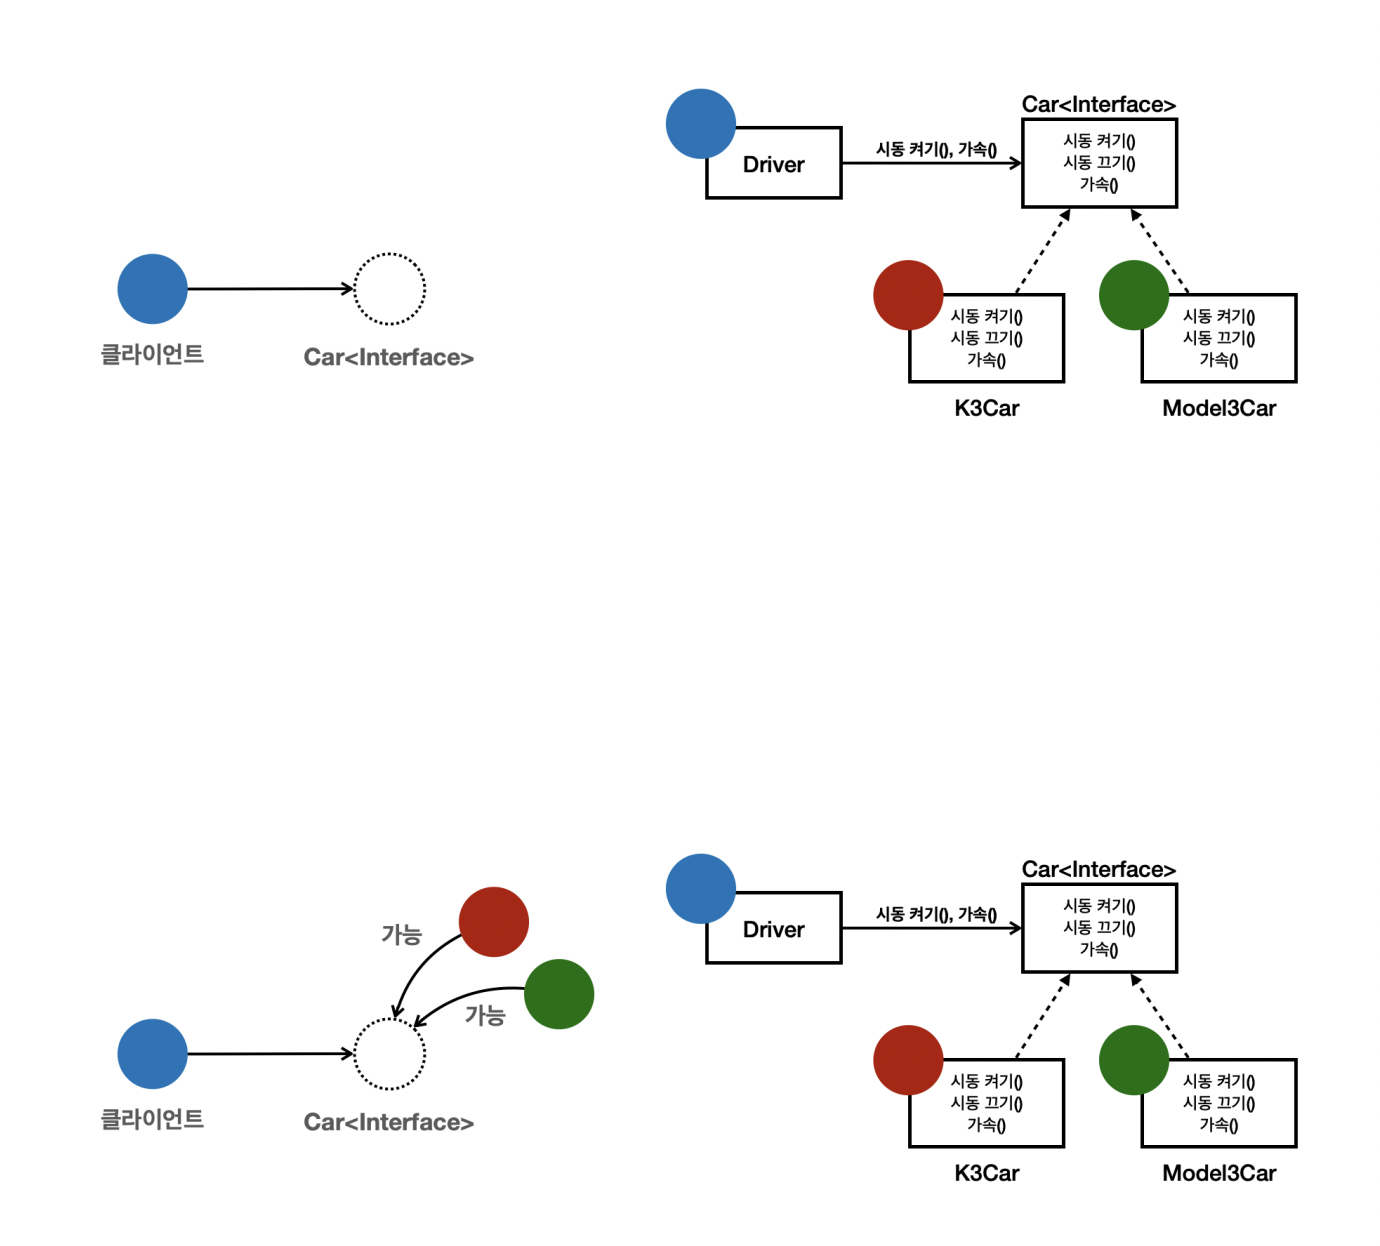 클라이언트
Car<Interface>
Driver
시동 켜기(), 가속()
Car<Interface>
시동 켜기()
시동 끄기()
가속()
시동 켜기()
시동 끄기()
가속()
K3Car
시동 켜기()
시동 끄기()
가속()
Model3Car
가능
가능
클라이언트
Car<Interface>
Driver
시동 켜기(), 가속()
Car<Interface>
시동 켜기()
시동 끄기()
가속()
시동 켜기()
시동 끄기()
가속()
K3Car
시동 켜기()
시동 끄기()
가속()
Model3Car